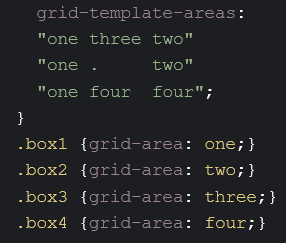 grid-template-areas:
"one three two"
"one .     two"
"one four  four";
}
.box1 {grid-area: one;}
.box2 {grid-area: two;}
.box3 {grid-area: three;}
.box4 {grid-area: four;}